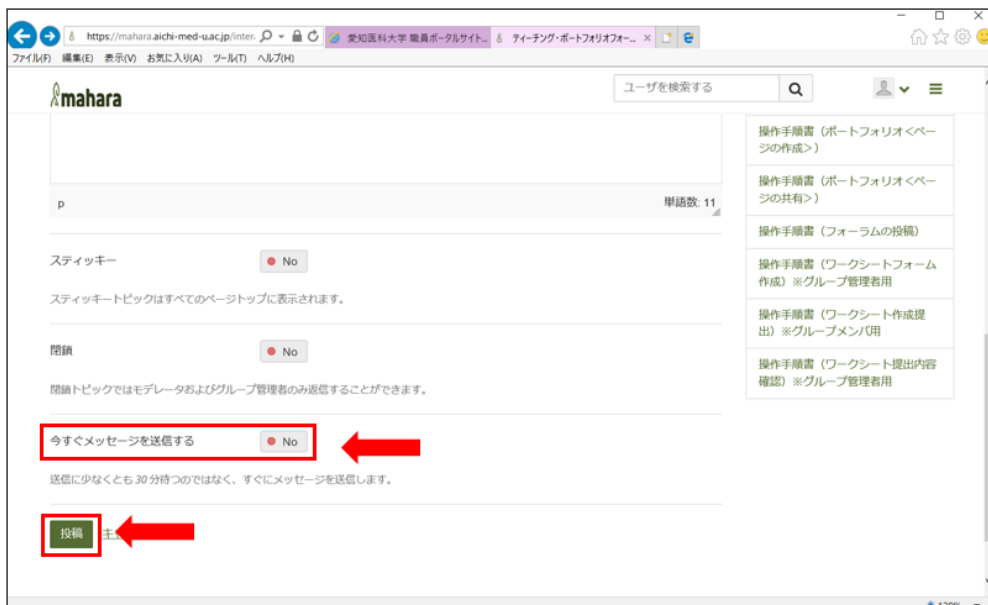 https://mahara.aichi-med-u.ac.jp/inter.
愛知医科大学 職員ポータルサイト...
ティーチング・ポートフォリオフォー...
ファイル(F) 編集(E) 表示(V) お気に入り(A) ツール(T) ヘルプ(H)
mahara
ユーザを検索する
p
単語数: 11
スティッキー
No
スティッキートピックはすべてのページトップに表示されます。
閉鎖
No
閉鎖トピックではモデレータおよびグループ管理者のみ返信することができます。
今すぐメッセージを送信する
No
送信に少なくとも 30 分待つのではなく、すぐにメッセージを送信します。
投稿
操作手順書（ポートフォリオ<ペー
ジの作成>）
操作手順書（ポートフォリオ<ペー
ジの共有>）
操作手順書（フォーラムの投稿）
操作手順書（ワークシートフォーム
作成）※グループ管理者用
操作手順書（ワークシート作成提
出）※グループメンバ用
操作手順書（ワークシート提出内容
確認）※グループ管理者用